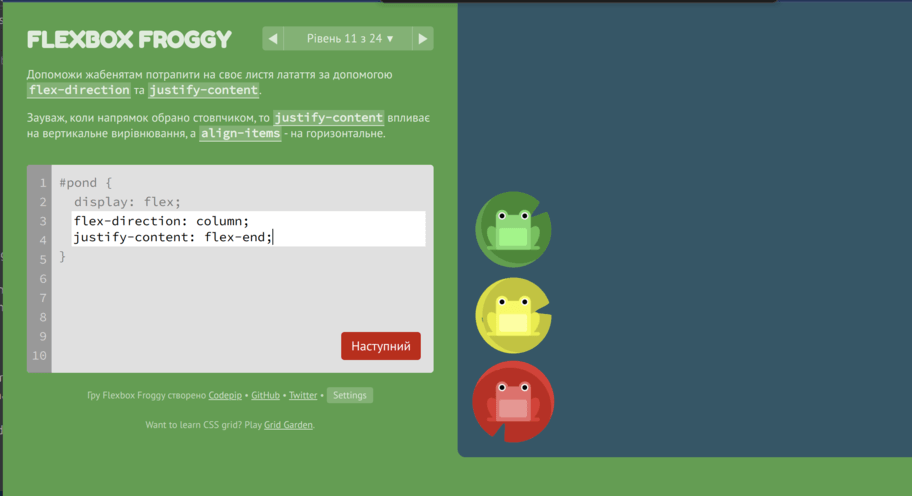 FLEXBOX FROGGY
◀ Рівень 11 з 24 ▼ ▶
Допоможи жабенятам потрапити на своє листя латаття за допомогою
flex-direction та justify-content.
Зауваж, коли напрямок обрано стовпчиком, то justify-content впливає
на вертикальне вирівнювання, а align-items - на горизонтальне.
1 #pond {
2 display: flex;
3 flex-direction: column;
4 justify-content: flex-end;
5 }
6
7
8
9
10
Наступний
Гру Flexbox Froggy створено Codepip • GitHub • Twitter • Settings
Want to learn CSS grid? Play Grid Garden.